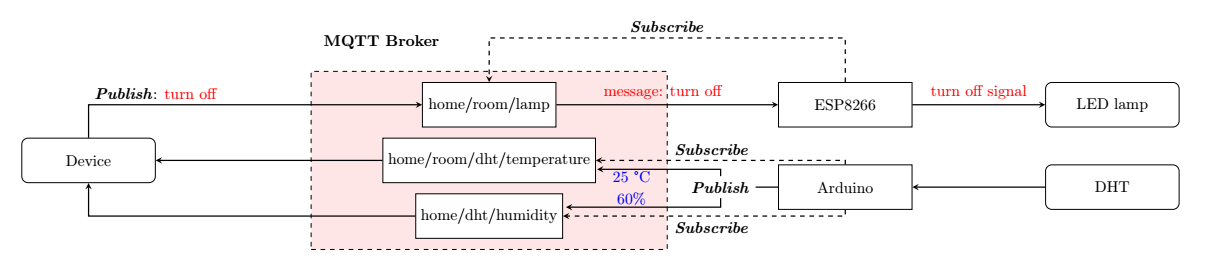 Subscribe
MQTT Broker
Publish: turn off
home/room/lamp
message: turn off
ESP8266
turn off signal
LED lamp
Device
home/room/dht/temperature
Subscribe
25 °C
Publish
60%
Arduino
DHT
home/dht/humidity
Subscribe